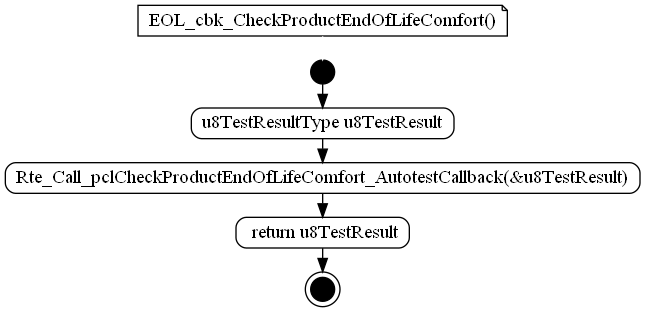 EOL_cbk_CheckProductEndOfLifeComfort()
u8TestResultType u8TestResult
Rte_Call_pclCheckProductEndOfLifeComfort_AutotestCallback(&u8TestResult)
return u8TestResult